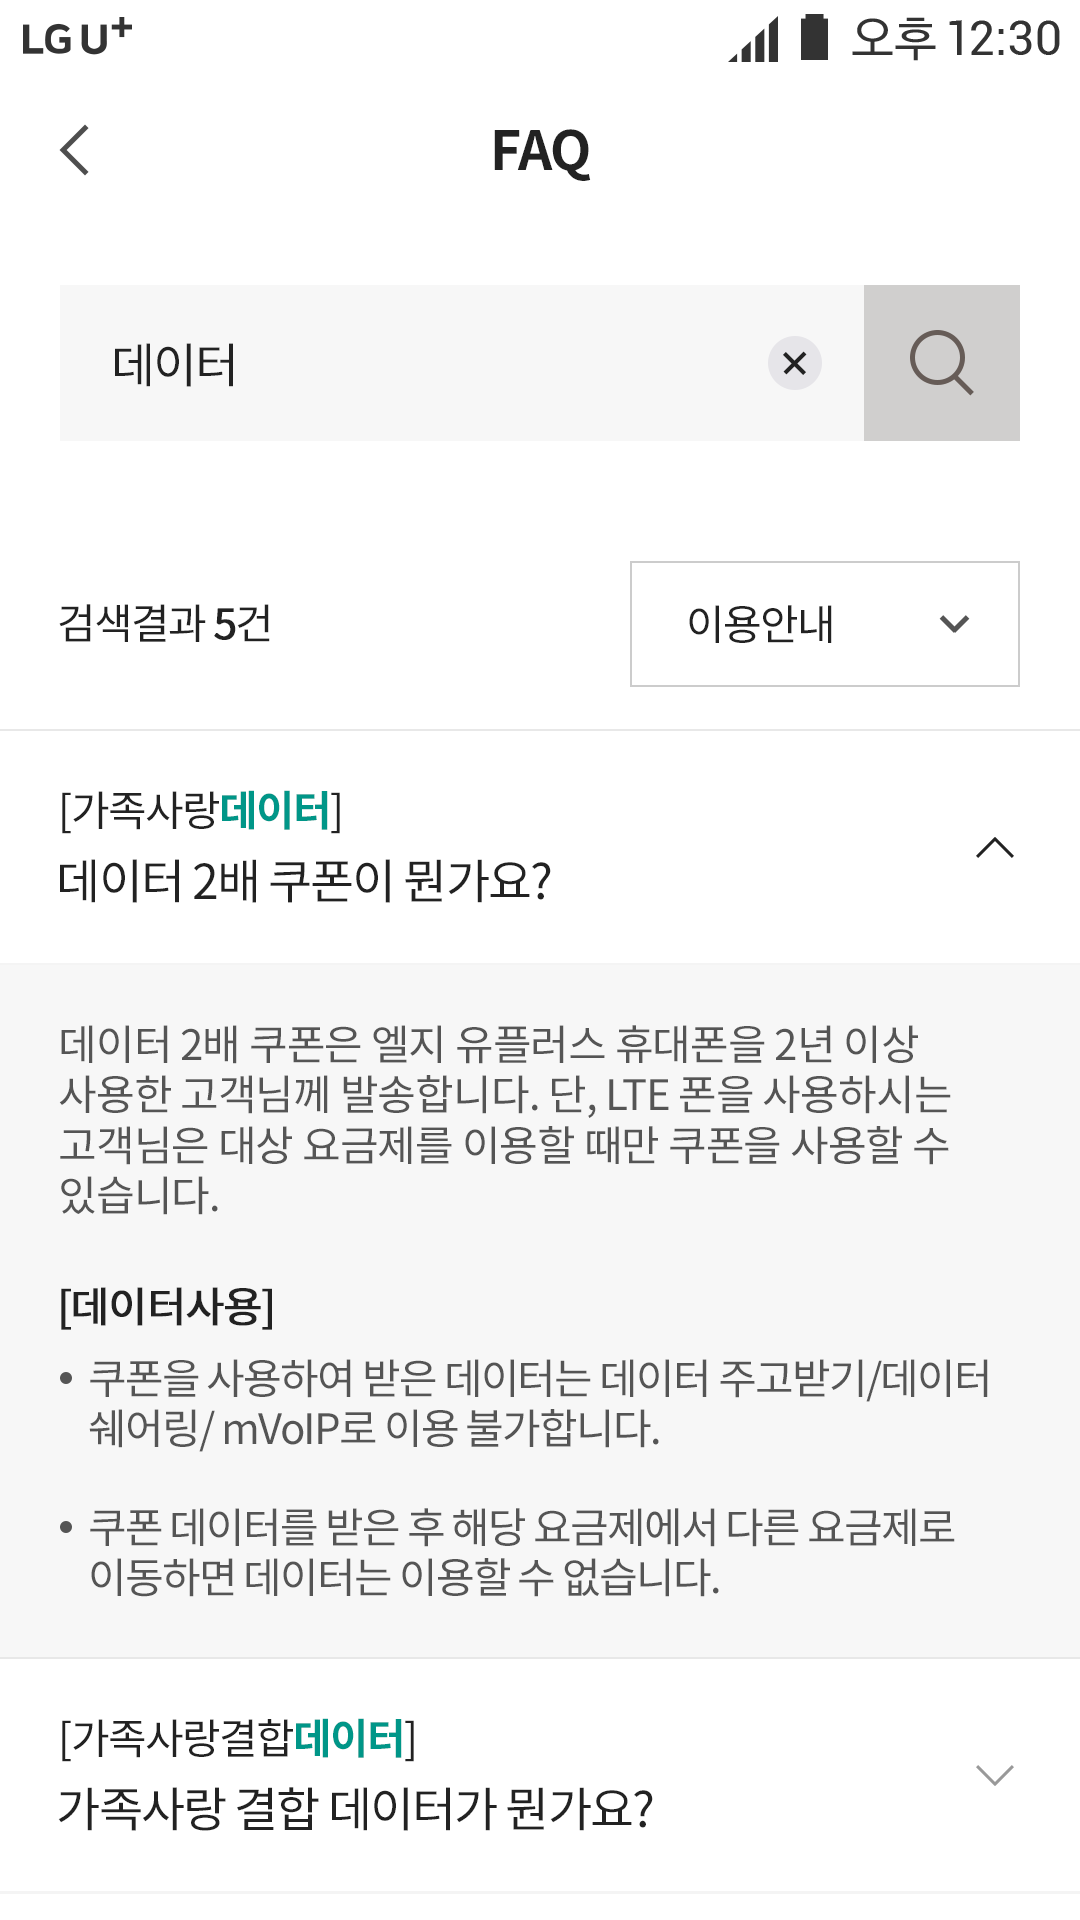 LG U+ 오후 12:30
FAQ
데이터
검색결과 5건
이용안내
[가족사랑데이터]
데이터 2배 쿠폰이 뭔가요?
데이터 2배 쿠폰은 엘지 유플러스 휴대폰을 2년 이상
사용한 고객님께 발송합니다. 단, LTE 폰을 사용하시는
고객님은 대상 요금제를 이용할 때만 쿠폰을 사용할 수
있습니다.
[데이터사용]
• 쿠폰을 사용하여 받은 데이터는 데이터 주고받기/데이터
쉐어링/ mVoIP로 이용 불가합니다.
• 쿠폰 데이터를 받은 후 해당 요금제에서 다른 요금제로
이동하면 데이터는 이용할 수 없습니다.
[가족사랑결합데이터]
가족사랑 결합 데이터가 뭔가요?